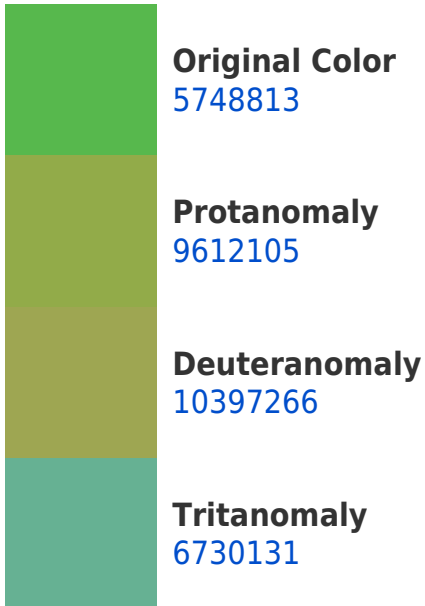 Original Color
5748813
Protanomaly
9612105
Deuteranomaly
10397266
Tritanomaly
6730131